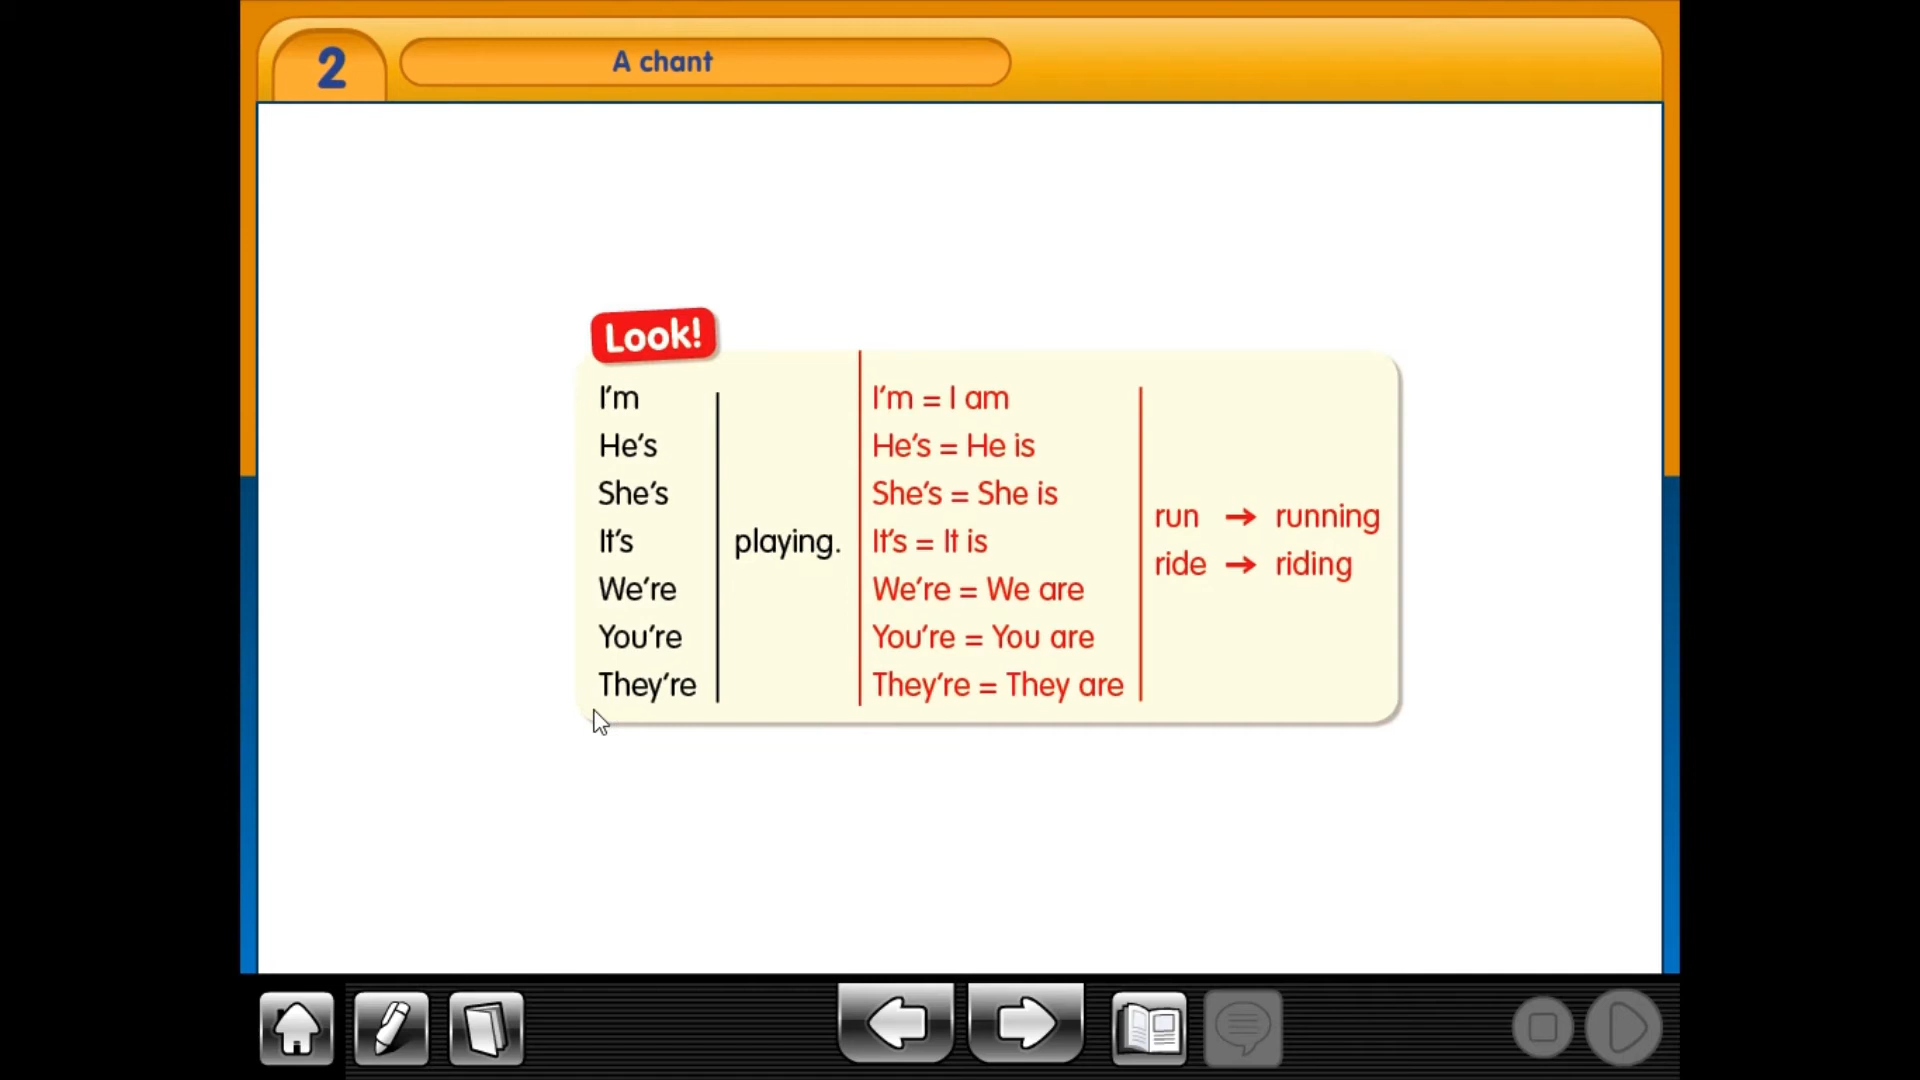 2
A chant
Look!
I'm
He's
She's
It's
We're
You're
They're
playing.
I'm = I am
He's = He is
She's = She is
It's = It is
We're = We are
You're = You are
They're = They are
run → running
ride → riding